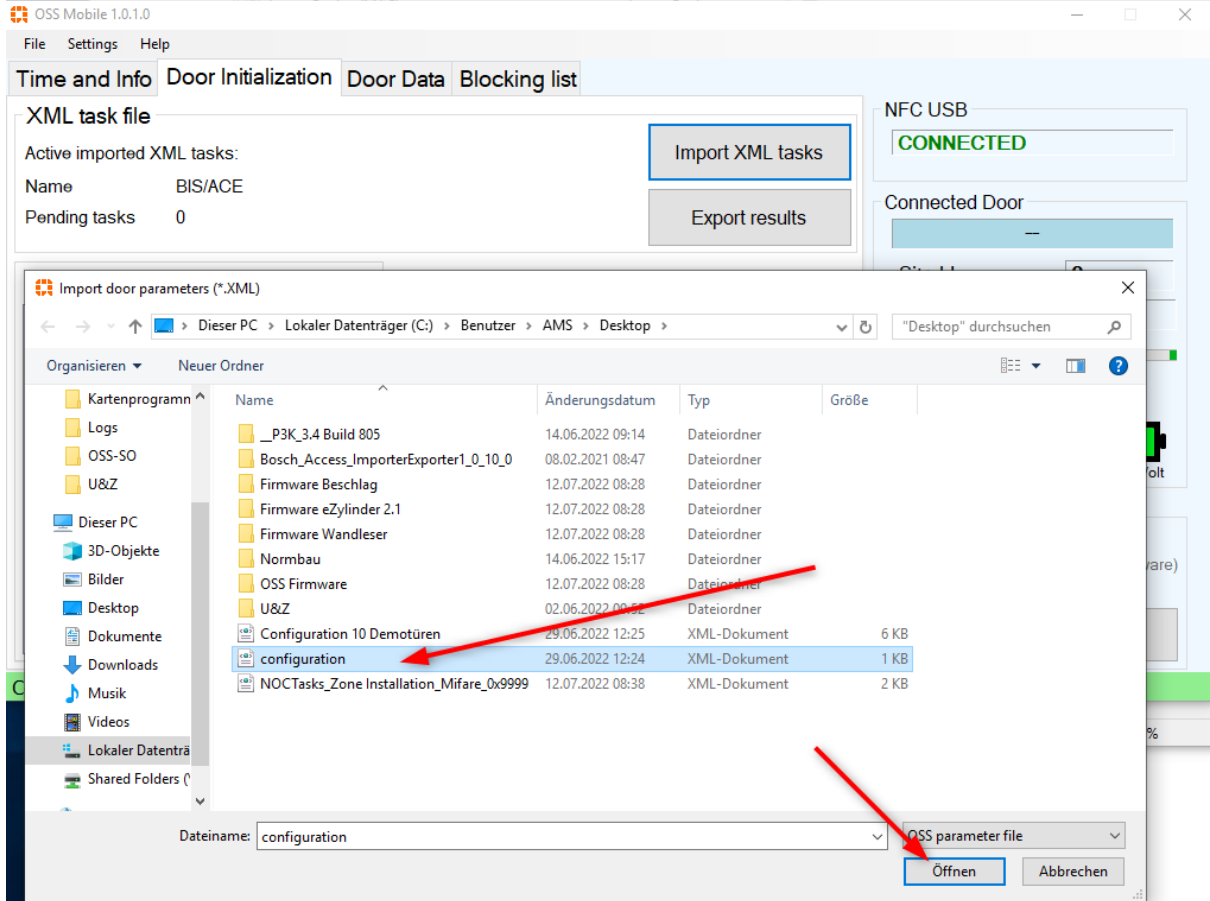 OSS Mobile 1.0.1.0
File Settings Help
Time and Info Door Initialization Door Data Blocking list
XML task file
Active imported XML tasks:
Name BIS/ACE
Pending tasks 0
Import XML tasks
Export results
NFC USB
CONNECTED
Connected Door
--
Import door parameters (*.XML)
Dieser PC > Lokaler Datenträger (C:) > Benutzer > AMS > Desktop >
"Desktop" durchsuchen
Organisieren Neuer Ordner
Kartenprogramn
Logs
OSS-SO
U&Z
Dieser PC
3D-Objekte
Bilder
Desktop
Dokumente
Downloads
Musik
Videos
Lokaler Datenträ
Shared Folders ('
Name Änderungsdatum Typ Größe
__P3K_3.4 Build 805 14.06.2022 09:14 Dateiordner
Bosch_Access_ImporterExporter1_0_10_0 08.02.2021 08:47 Dateiordner
Firmware Beschlag 12.07.2022 08:28 Dateiordner
Firmware eZylinder 2.1 12.07.2022 08:28 Dateiordner
Firmware Wandleser 12.07.2022 08:28 Dateiordner
Normbau 14.06.2022 15:17 Dateiordner
OSS Firmware 12.07.2022 08:28 Dateiordner
U&Z 02.06.2022 Dateiordner
Configuration 10 Demotüren 29.06.2022 12:25 XML-Dokument 6 KB
configuration 29.06.2022 12:24 XML-Dokument 1 KB
NOCTasks_Zone Installation_Mifare_0x9999 12.07.2022 08:38 XML-Dokument 2 KB
olt
vare)
%
Dateiname: configuration
OSS parameter file
Öffnen Abbrechen